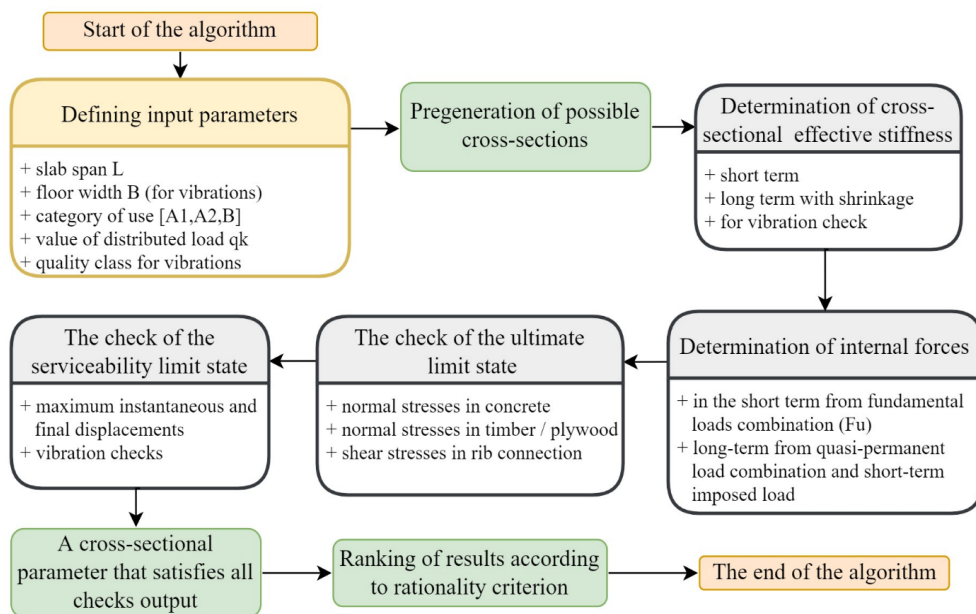 Start of the algorithm
Defining input parameters
+ slab span L
+ floor width B (for vibrations)
+ category of use [A1,A2,B]
+ value of distributed load qk
+ quality class for vibrations
Pregeneration of possible
cross-sections
Determination of cross-
sectional effective stiffness
+ short term
+ long term with shrinkage
+ for vibration check
Determination of internal forces
+ in the short term from fundamental
loads combination (Fu)
+ long-term from quasi-permanent
load combination and short-term
imposed load
The check of the ultimate
limit state
+ normal stresses in concrete
+ normal stresses in timber / plywood
+ shear stresses in rib connection
The check of the
serviceability limit state
+ maximum instantaneous and
final displacements
+ vibration checks
A cross-sectional
parameter that satisfies all
checks output
Ranking of results according
to rationality criterion
The end of the algorithm